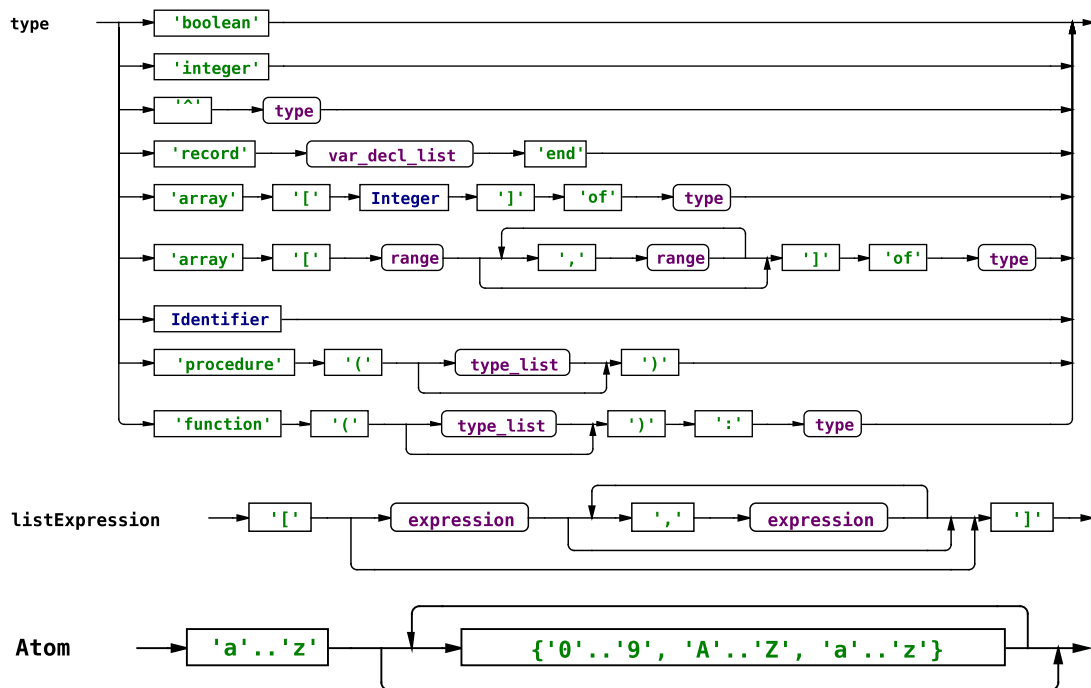 type 'boolean'
'integer'
'^' type
'record' var_decl_list 'end'
'array' '[' Integer ']' 'of' type
'array' '[' range ',' range ']' 'of' type
Identifier
'procedure' '(' type_list ')'
'function' '(' type_list ')' ':' type
listExpression '[' expression ',' expression ']'
Atom 'a'..'z' {'0'..'9', 'A'..'Z', 'a'..'z'}